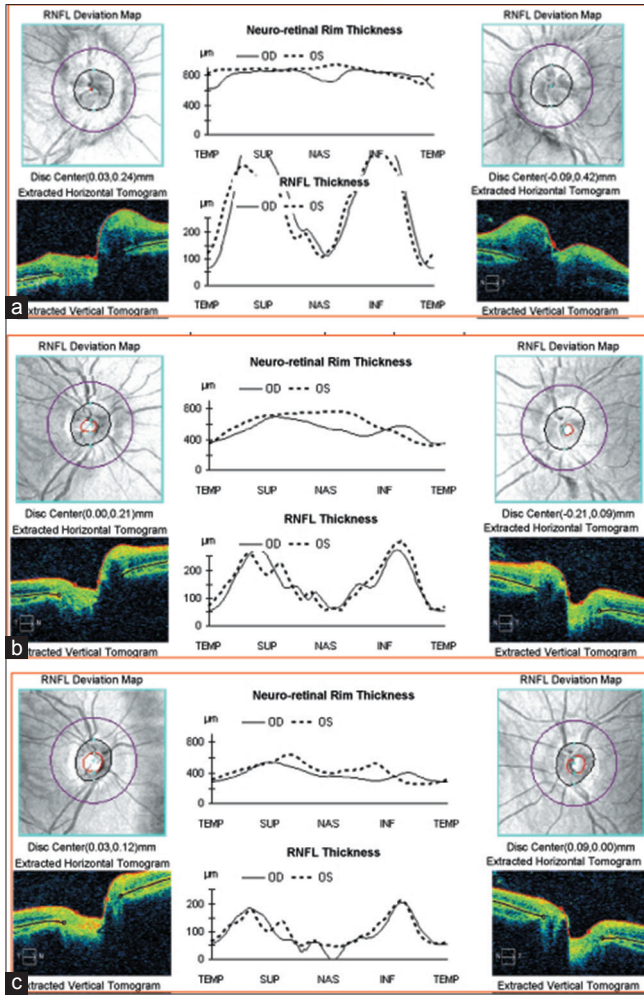 RNFL Deviation Map
Neuro-retinal Rim Thickness
RNFL Deviation Map
µm
OD
OS
800
400
0
TEMP
SUP
NAS
INF
TEMP
Disc Center(0.03,0.24)mm
Extracted Horizontal Tomogram
RNFL Thickness
µm
OD
OS
200
100
0
TEMP
SUP
NAS
INF
TEMP
Disc Center(-0.09,0.42)mm
Extracted Horizontal Tomogram
a
Extracted Vertical Tomogram
Extracted Vertical Tomogram
RNFL Deviation Map
Neuro-retinal Rim Thickness
RNFL Deviation Map
µm
OD
OS
800
400
0
TEMP
SUP
NAS
INF
TEMP
Disc Center(0.00,0.21)mm
Extracted Horizontal Tomogram
RNFL Thickness
µm
OD
OS
200
100
0
TEMP
SUP
NAS
INF
TEMP
Disc Center(-0.21,0.09)mm
Extracted Horizontal Tomogram
b
Extracted Vertical Tomogram
Extracted Vertical Tomogram
RNFL Deviation Map
Neuro-retinal Rim Thickness
RNFL Deviation Map
µm
OD
OS
800
400
0
TEMP
SUP
NAS
INF
TEMP
Disc Center(0.03,0.12)mm
Extracted Horizontal Tomogram
RNFL Thickness
µm
OD
OS
200
100
0
TEMP
SUP
NAS
INF
TEMP
Disc Center(0.09,0.00)mm
Extracted Horizontal Tomogram
c
Extracted Vertical Tomogram
Extracted Vertical Tomogram